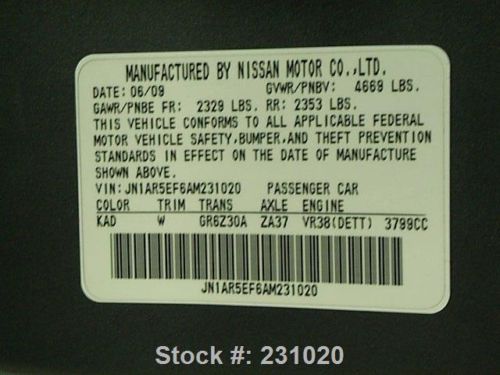 MANUFACTURED BY NISSAN MOTOR CO.,LTD.
DATE: 06/09 GVWR/PNBV: 4669 LBS.
GAWR/PNBE FR: 2329 LBS. RR: 2353 LBS.
THIS VEHICLE CONFORMS TO ALL APPLICABLE FEDERAL
MOTOR VEHICLE SAFETY,BUMPER,AND THEFT PREVENTION
STANDARDS IN EFFECT ON THE DATE OF MANUFACTURE
SHOWN ABOVE.
VIN:JN1AR5EF6AM231020 PASSENGER CAR
COLOR TRIM TRANS AXLE ENGINE
KAD W GR6Z30A ZA37 VR38(DETT) 3799CC
JN1AR5EF6AM231020
Stock #: 231020